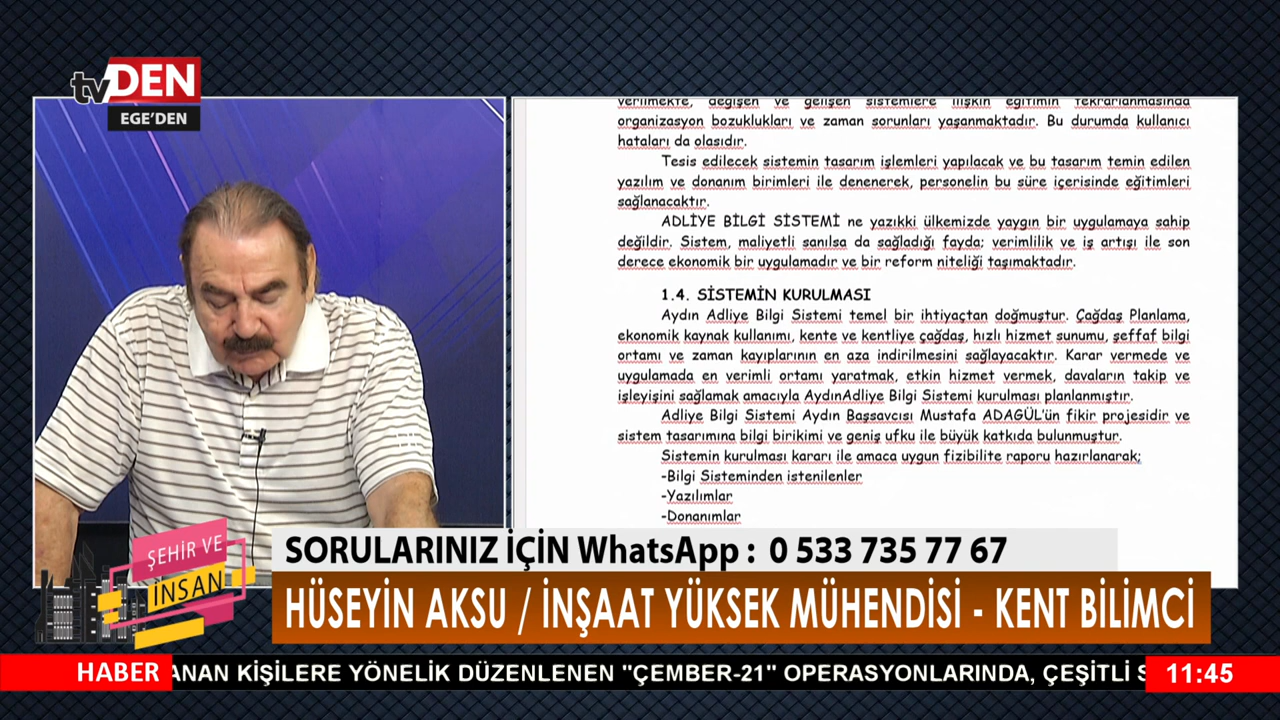 tvDEN
EGE'DEN
verilmekte, değişen ve gelişen sistemlere ilişkin eğitimin tekrarlanmasında
organizasyon bozuklukları ve zaman sorunları yaşanmaktadır. Bu durumda kullanıcı
hataları da olasıdır.
Tesis edilecek sistemin tasarım işlemleri yapılacak ve bu tasarım temin edilen
yazılım ve donanım birimleri ile denenerek, personelin bu süre içerisinde eğitimleri
sağlanacaktır.
ADLİYE BİLGİ SİSTEMİ ne yazıkki ülkemizde yaygın bir uygulamaya sahip
değildir. Sistem, maliyetli sanılsa da sağladığı fayda; verimlilik ve iş artışı ile son
derece ekonomik bir uygulamadır ve bir reform niteliği taşımaktadır.
1.4. SİSTEMİN KURULMASI
Aydın Adliye Bilgi Sistemi temel bir ihtiyaçtan doğmuştur. Çağdaş Planlama,
ekonomik kaynak kullanımı, kente ve kentliye çağdaş, hızlı hizmet sunumu, şeffaf bilgi
ortamı ve zaman kayıplarının en aza indirilmesini sağlayacaktır. Karar vermede ve
uygulamada en verimli ortamı yaratmak, etkin hizmet vermek, davaların takip ve
işleyişini sağlamak amacıyla AydınAdliye Bilgi Sistemi kurulması planlanmıştır.
Adliye Bilgi Sistemi Aydın Başsavcısı Mustafa ADAGÜL'ün fikir projesidir ve
sistem tasarımına bilgi birikimi ve geniş ufku ile büyük katkıda bulunmuştur.
Sistemin kurulması kararı ile amaca uygun fizibilite raporu hazırlanarak;
-Bilgi Sisteminden istenilenler
-Yazılımlar
-Donanımlar
ŞEHİR VE
İNSAN
SORULARINIZ İÇİN WhatsApp : 0 533 735 77 67
HÜSEYİN AKSU / İNŞAAT YÜKSEK MÜHENDİSİ - KENT BİLİMCİ
HABER ANAN KİŞİLERE YÖNELİK DÜZENLENEN "ÇEMBER-21" OPERASYONLARINDA, ÇEŞİTLİ S 11:45